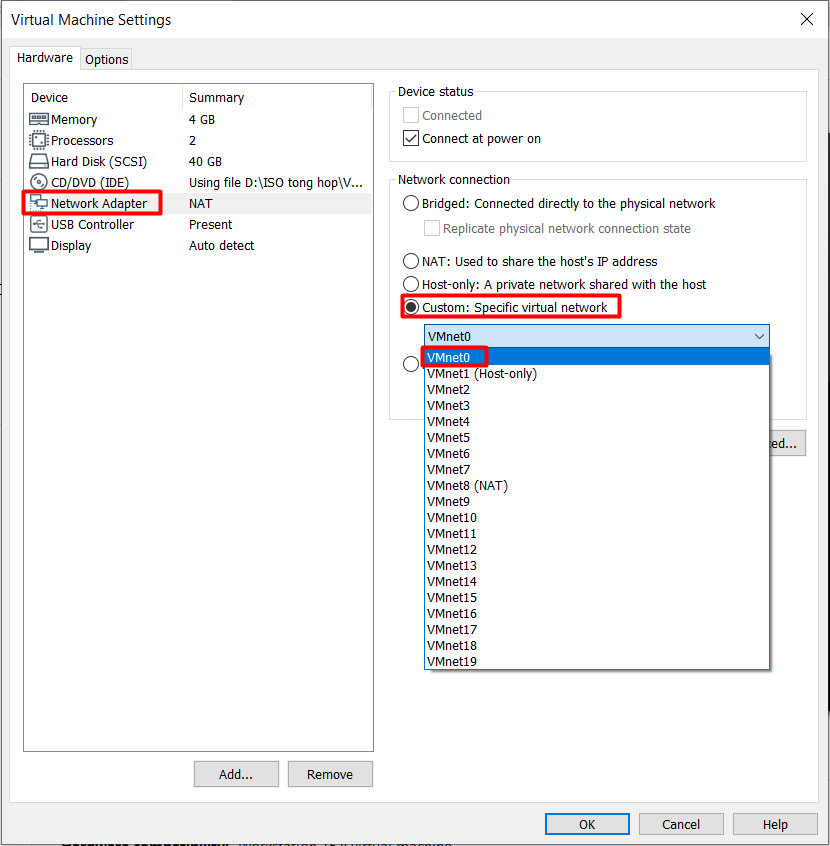 Virtual Machine Settings
Hardware
Options
Device Summary
Memory 4 GB
Processors 2
Hard Disk (SCSI) 40 GB
CD/DVD (IDE) Using file D:\ISO tong hop\V...
Network Adapter NAT
USB Controller Present
Display Auto detect
Add...
Remove
Device status
Connected
Connect at power on
Network connection
Bridged: Connected directly to the physical network
Replicate physical network connection state
NAT: Used to share the host's IP address
Host-only: A private network shared with the host
Custom: Specific virtual network
VMnet0
VMnet0
VMnet1 (Host-only)
VMnet2
VMnet3
VMnet4
VMnet5
VMnet6
VMnet7
VMnet8 (NAT)
VMnet9
VMnet10
VMnet11
VMnet12
VMnet13
VMnet14
VMnet15
VMnet16
VMnet17
VMnet18
VMnet19
OK
Cancel
Help